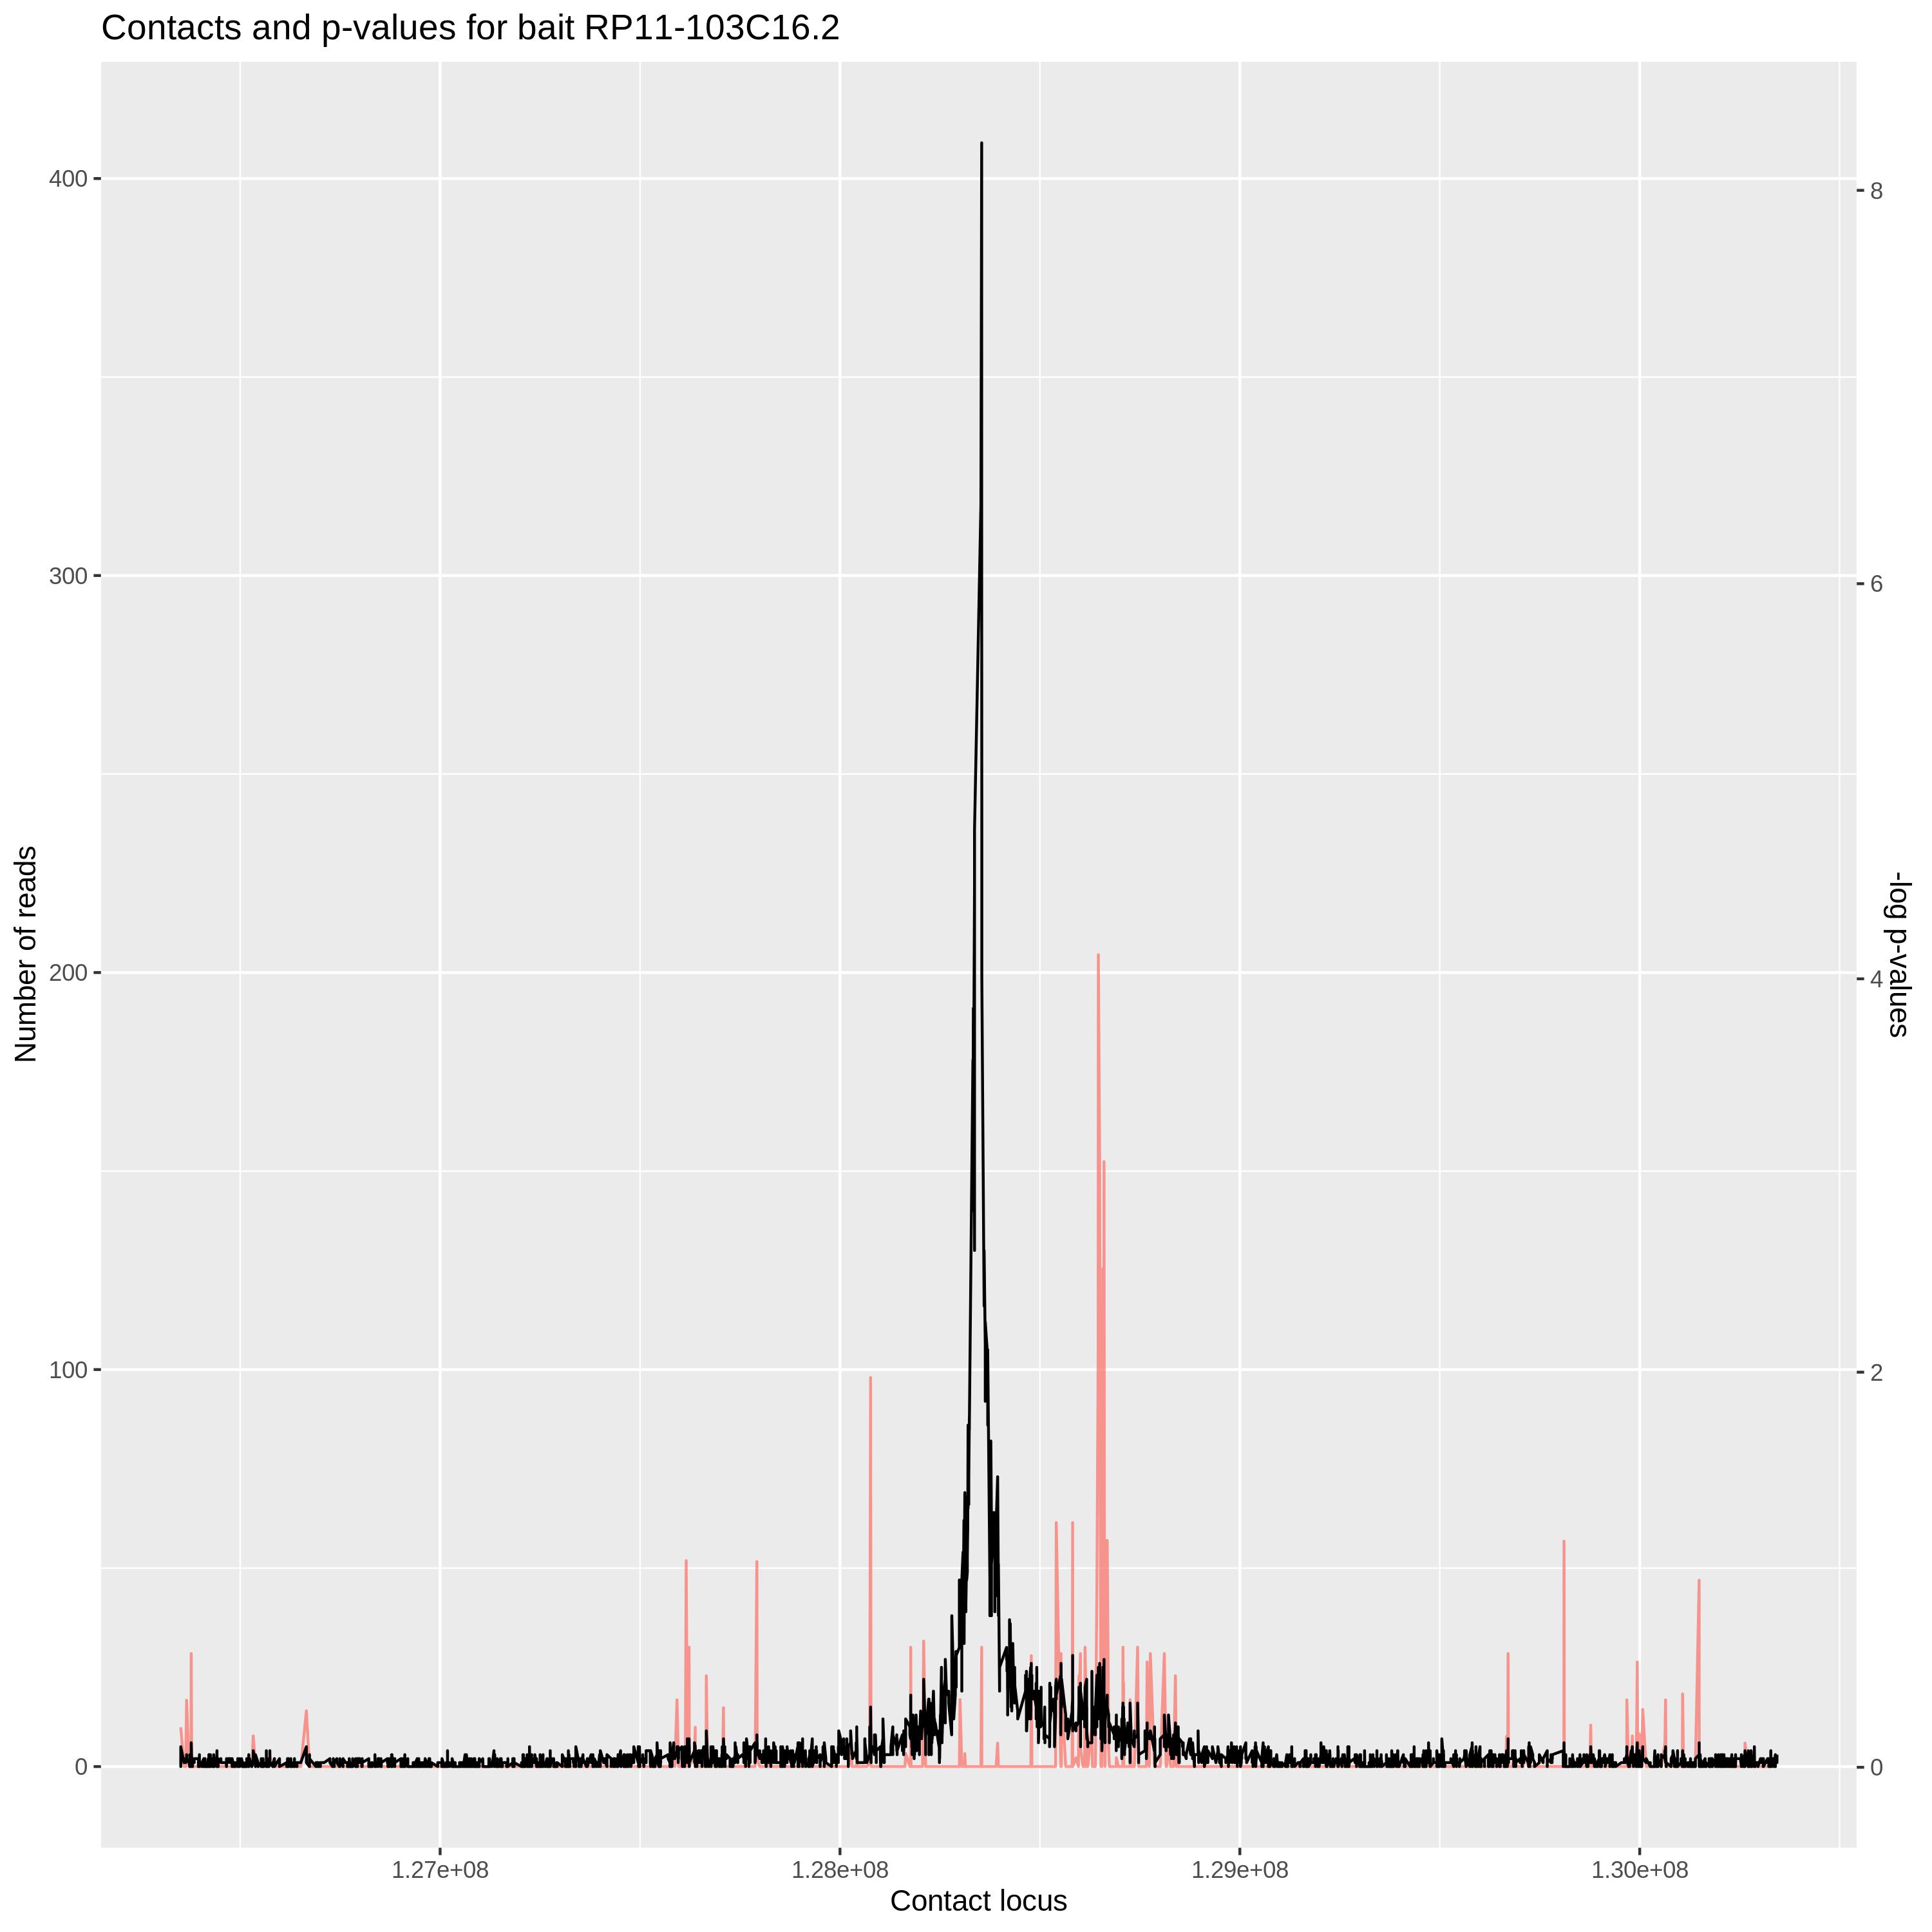 Contacts and p-values for bait RP11-103C16.2
400
300
200
100
0
8
6
4
2
0
Number of reads
-log p-values
1.27e+08
1.28e+08
1.29e+08
1.30e+08
Contact locus